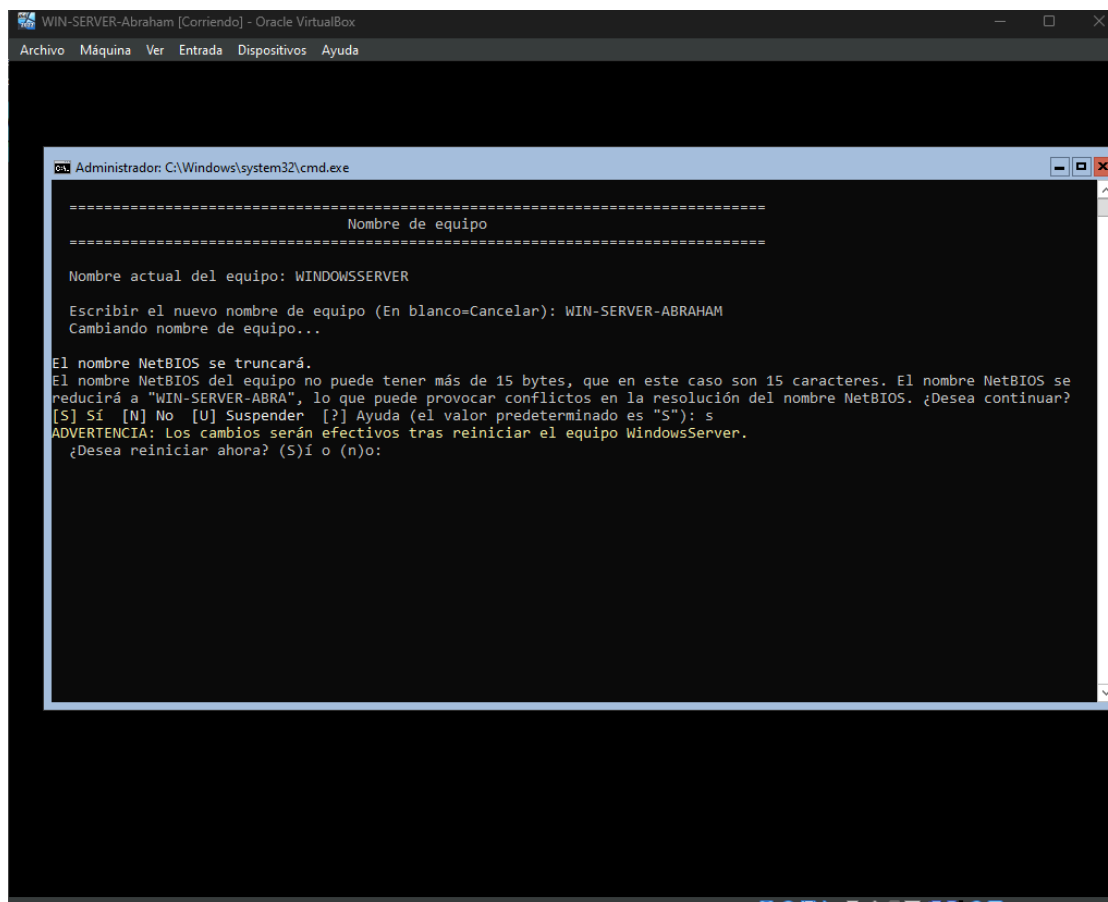 WIN-SERVER-Abraham [Corriendo] - Oracle VirtualBox
Archivo Máquina Ver Entrada Dispositivos Ayuda
Administrador: C:\Windows\system32\cmd.exe
================================================================================
Nombre de equipo
================================================================================
Nombre actual del equipo: WINDOWSSERVER
Escribir el nuevo nombre de equipo (En blanco=Cancelar): WIN-SERVER-ABRAHAM
Cambiando nombre de equipo...
El nombre NetBIOS se truncará.
El nombre NetBIOS del equipo no puede tener más de 15 bytes, que en este caso son 15 caracteres. El nombre NetBIOS se
reducirá a "WIN-SERVER-ABRA", lo que puede provocar conflictos en la resolución del nombre NetBIOS. ¿Desea continuar?
[S] Sí [N] No [U] Suspender [?] Ayuda (el valor predeterminado es "S"): s
ADVERTENCIA: Los cambios serán efectivos tras reiniciar el equipo WindowsServer.
¿Desea reiniciar ahora? (S)í o (n)o: